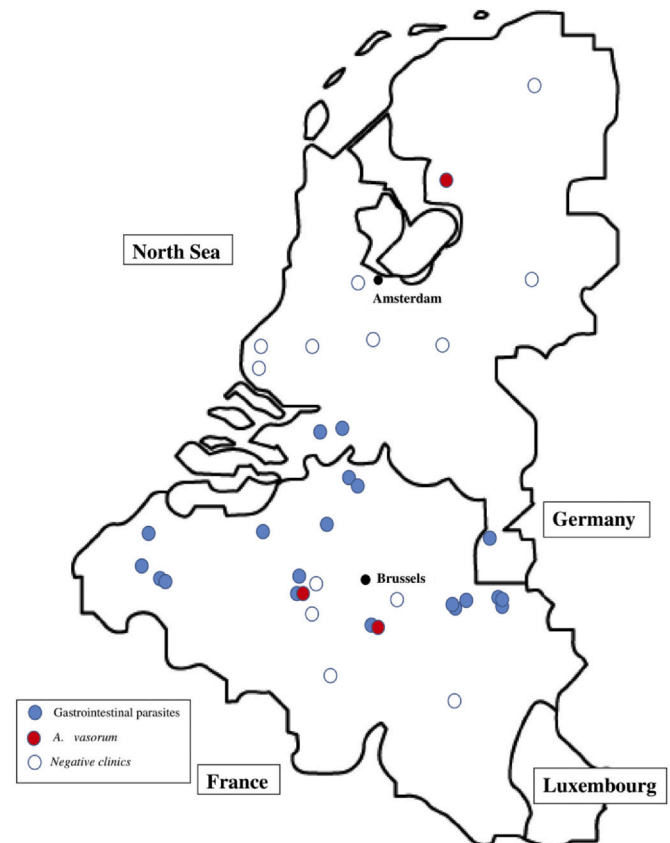 North Sea
Amsterdam
Germany
Brussels
Gastrointestinal parasites
A. vasorum
Negative clinics
France
Luxembourg